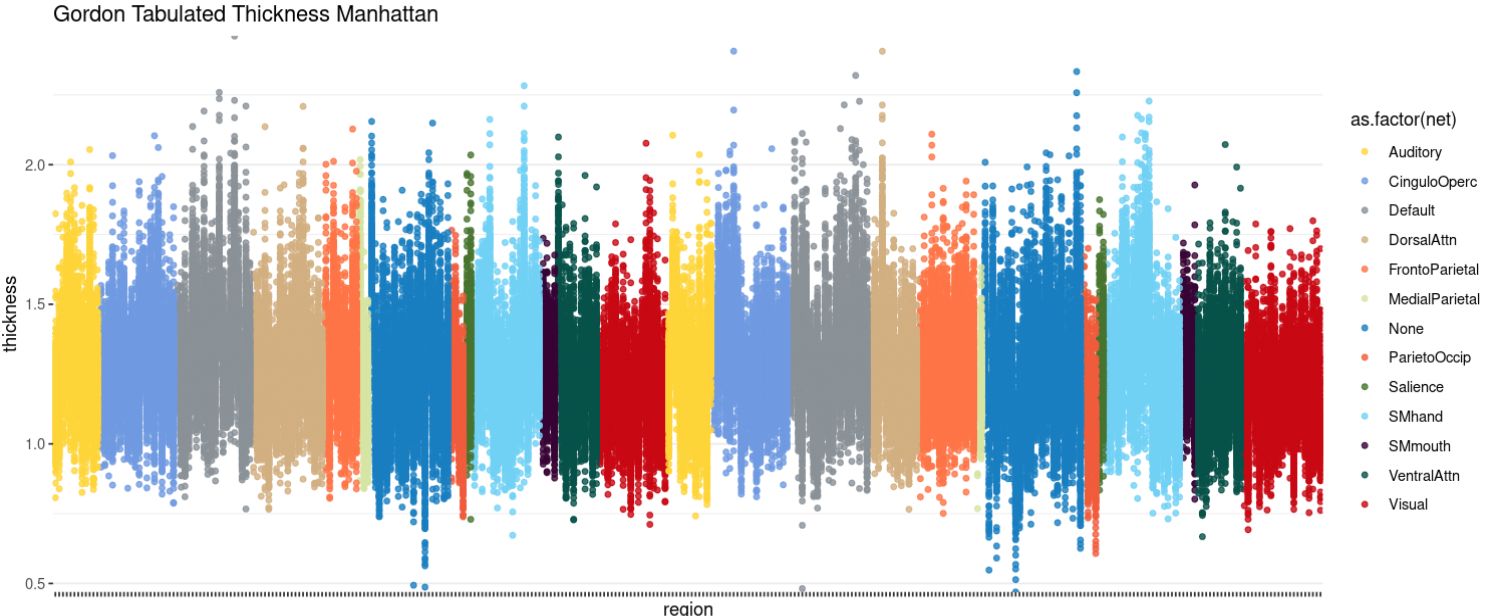 Gordon Tabulated Thickness Manhattan
thickness
2.0
1.5
1.0
0.5
region
as.factor(net)
Auditory
CinguloOperc
Default
DorsalAttn
FrontoParietal
MedialParietal
None
ParietoOccip
Salience
SMhand
SMmouth
VentralAttn
Visual